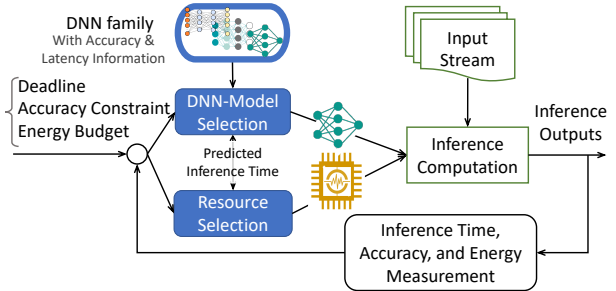 DNN family
With Accuracy &
Latency Information
Input
Stream
Deadline
Accuracy Constraint
Energy Budget
DNN-Model
Selection
Predicted
Inference Time
Resource
Selection
Inference
Computation
Inference
Outputs
Inference Time,
Accuracy, and Energy
Measurement